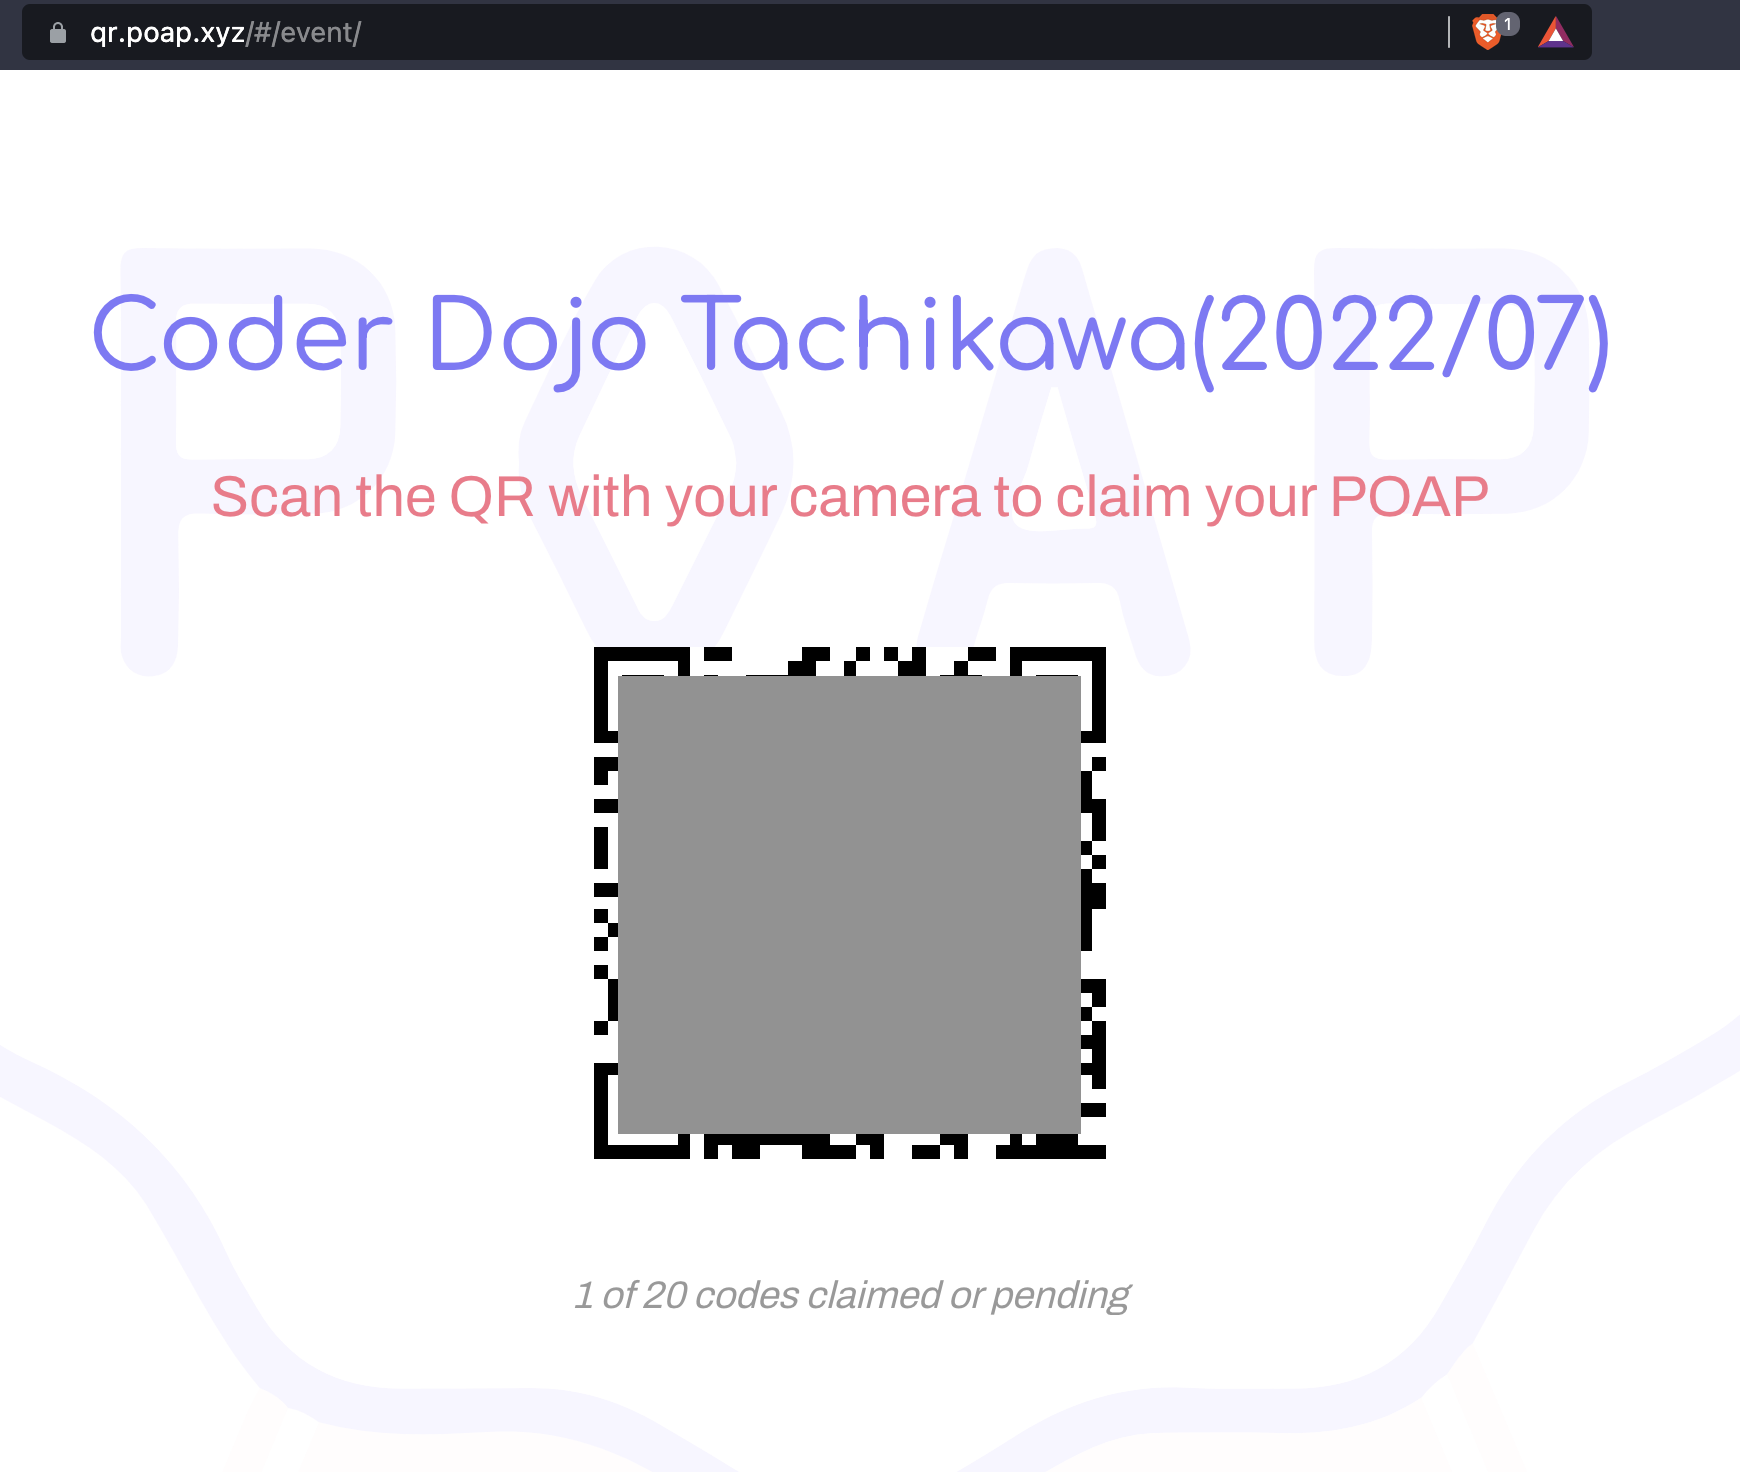 qr.poap.xyz/#/event/
1
POAP
Coder Dojo Tachikawa(2022/07)
Scan the QR with your camera to claim your POAP
1 of 20 codes claimed or pending